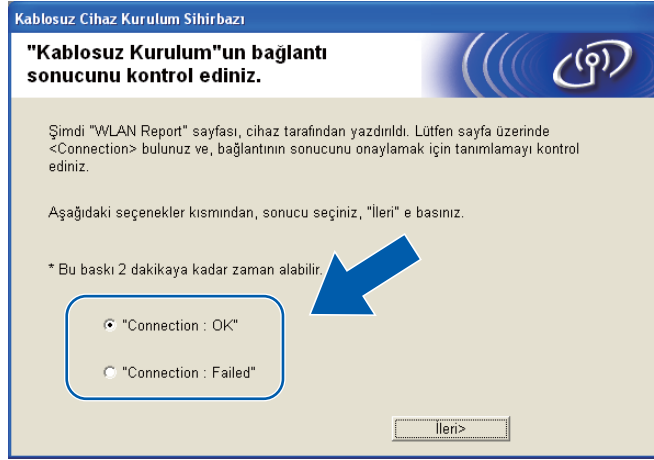 Kablosuz Cihaz Kurulum Sihirbazı
"Kablosuz Kurulum"un bağlantı
sonucunu kontrol ediniz.
Şimdi "WLAN Report" sayfası, cihaz tarafından yazdırıldı. Lütfen sayfa üzerinde
<Connection> bulunuz ve, bağlantının sonucunu onaylamak için tanımlamayı kontrol
ediniz.
Aşağıdaki seçenekler kısmından, sonucu seçiniz, "İleri" e basınız.
* Bu baskı 2 dakikaya kadar zaman alabilir.
"Connection : OK"
"Connection : Failed"
İleri>